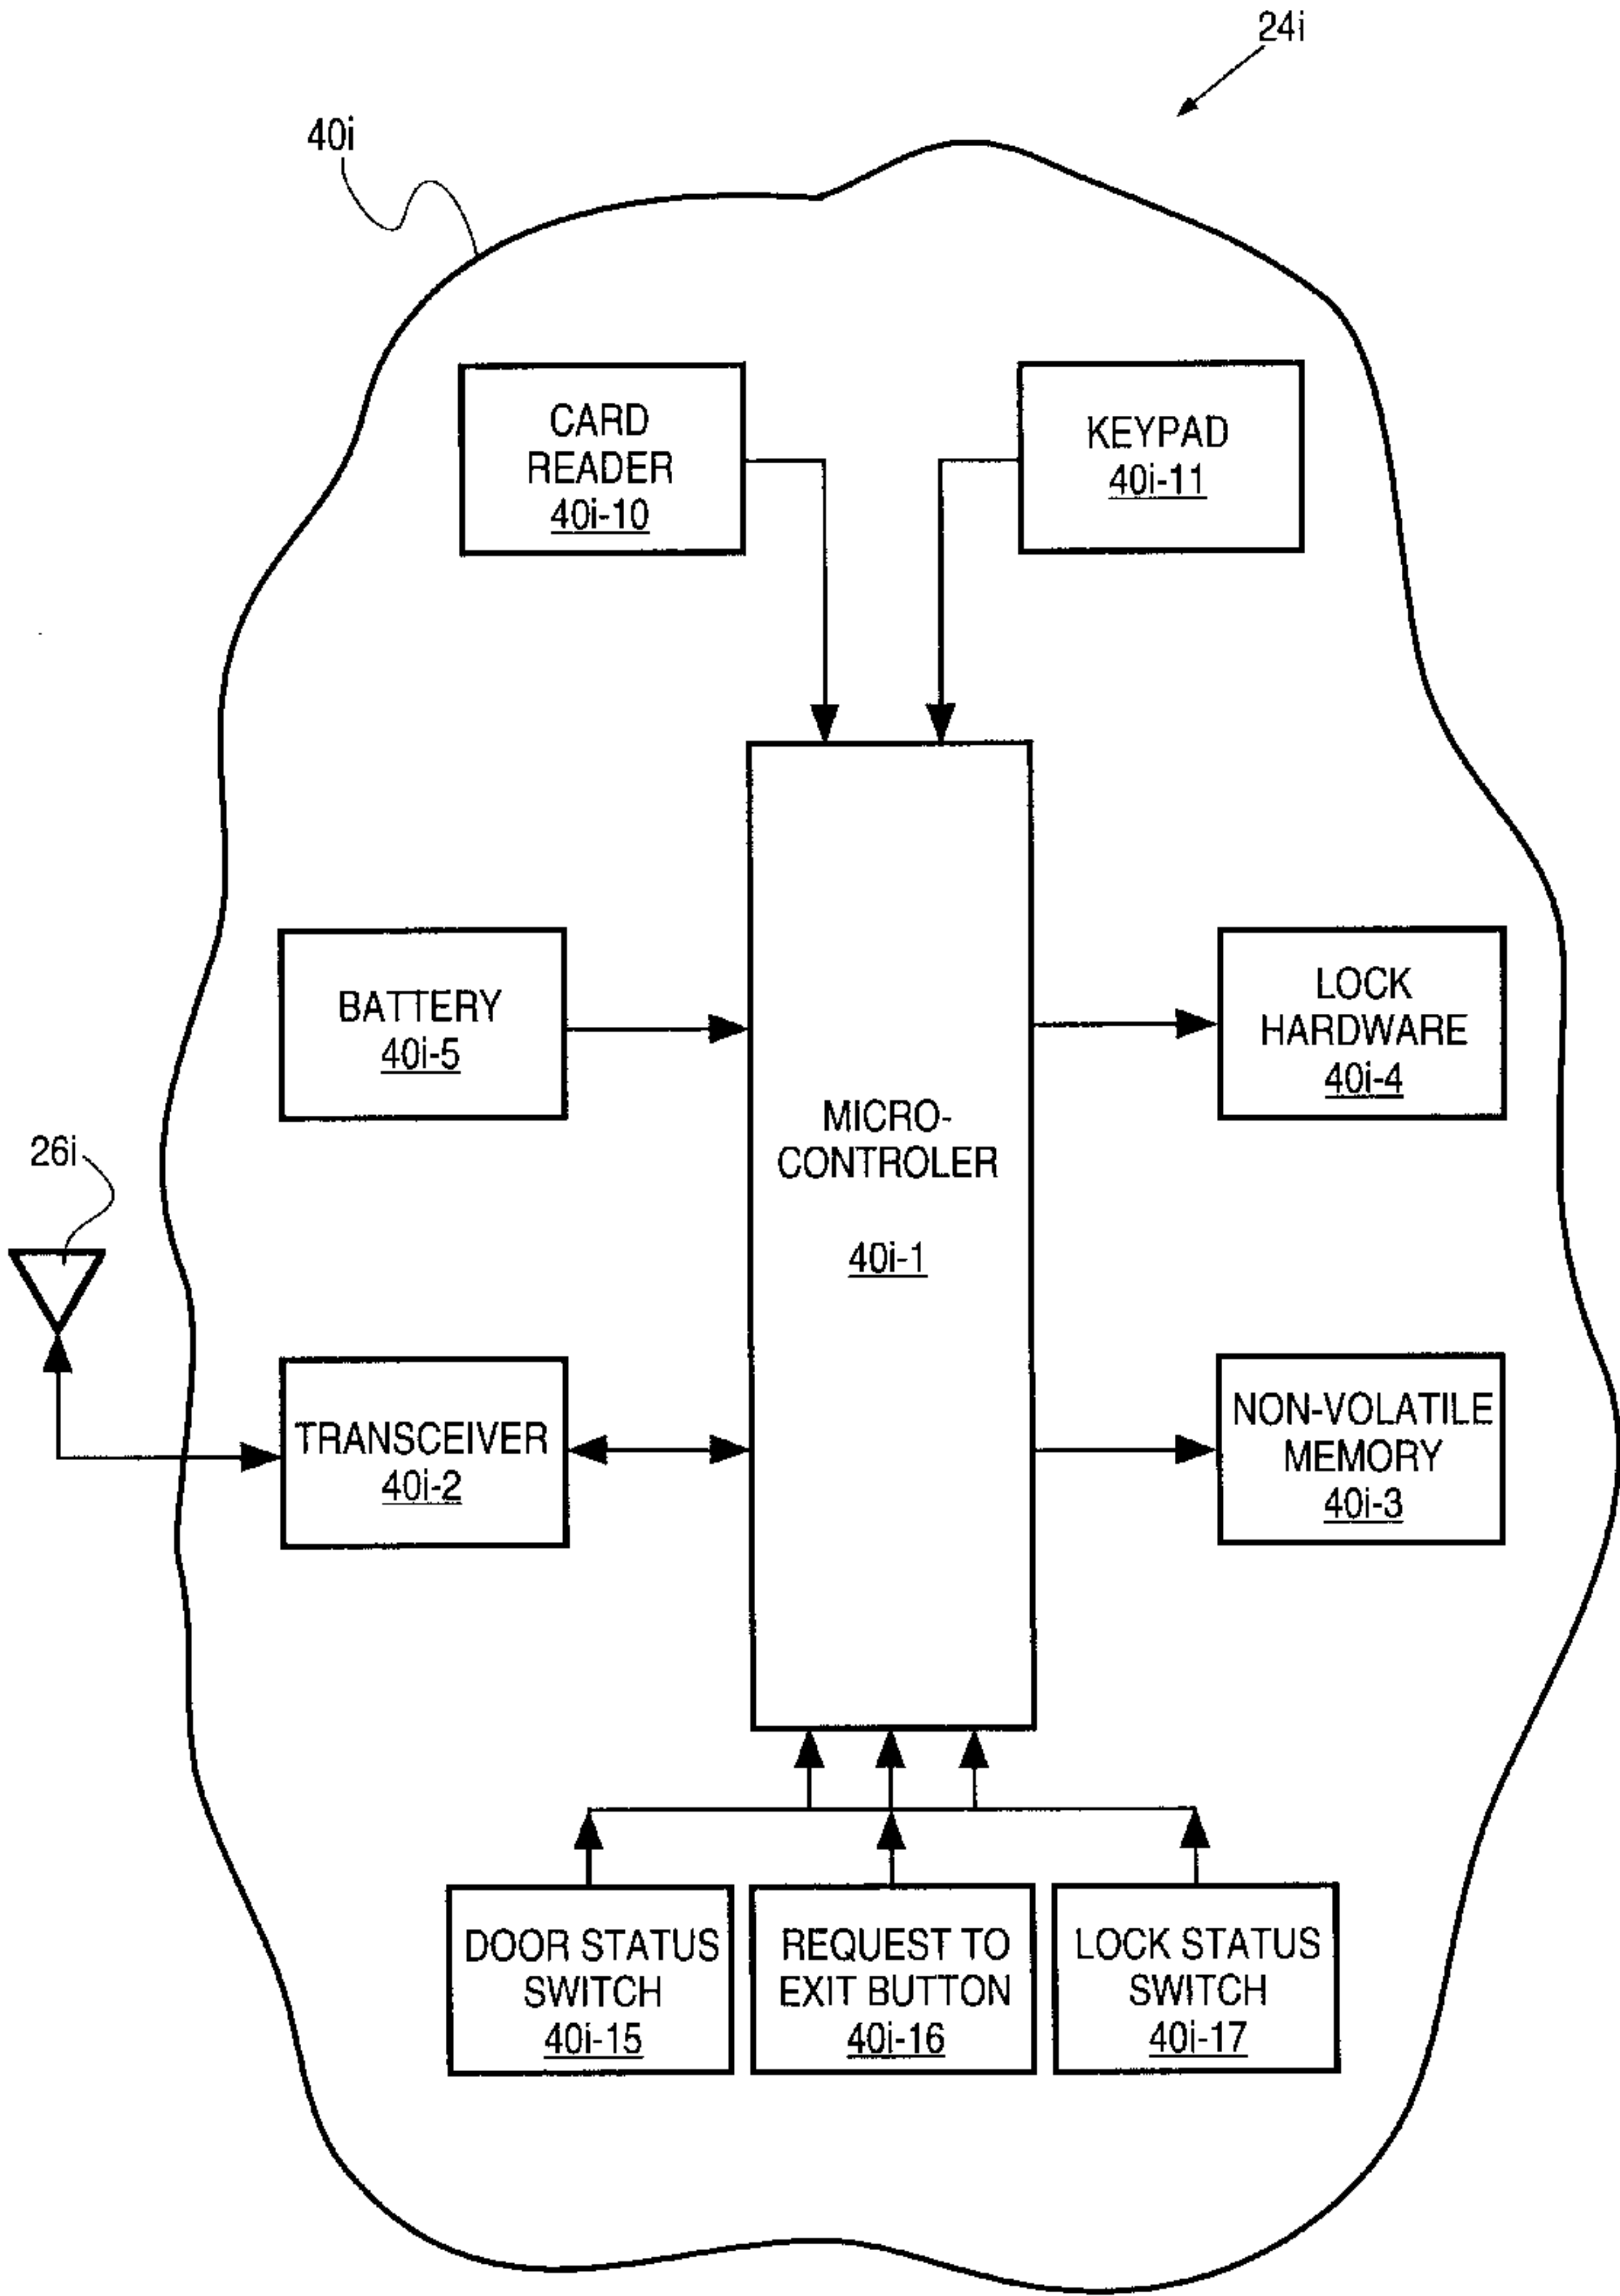 24i
40i
CARD
READER
40i-10
KEYPAD
40i-11
BATTERY
40i-5
LOCK
HARDWARE
40i-4
MICRO-
CONTROLER
40i-1
26i
TRANSCEIVER
40i-2
NON-VOLATILE
MEMORY
40i-3
DOOR STATUS
SWITCH
40i-15
REQUEST TO
EXIT BUTTON
40i-16
LOCK STATUS
SWITCH
40i-17